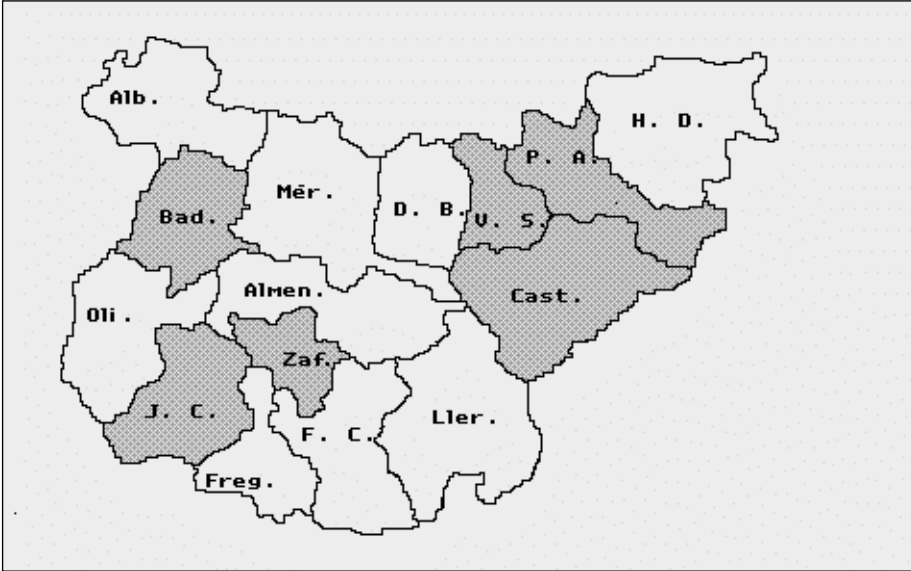 Alb.
H. D.
P. A.
Mér.
D. B.
V. S.
Bad.
Almen.
Cast.
Oli.
Zaf.
J. C.
F. C.
Ller.
Freg.